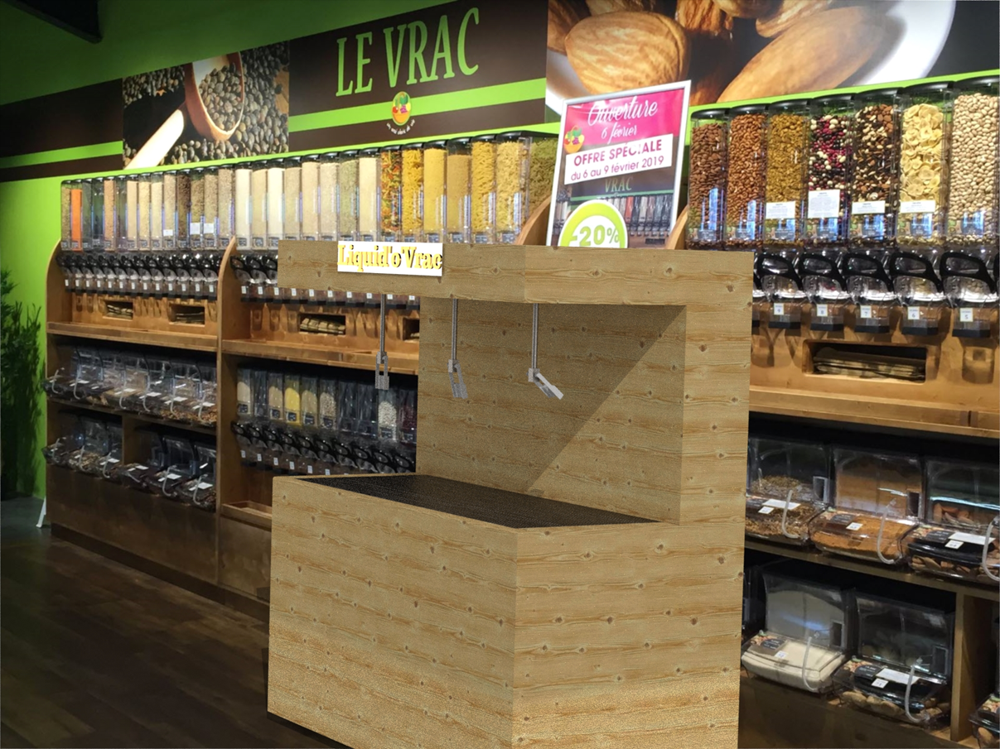 LE VRAC
Ouverture
6 février
OFFRE SPÉCIALE
du 6 au 9 février 2019
VRAC
-20%
Liquid'o'Vrac